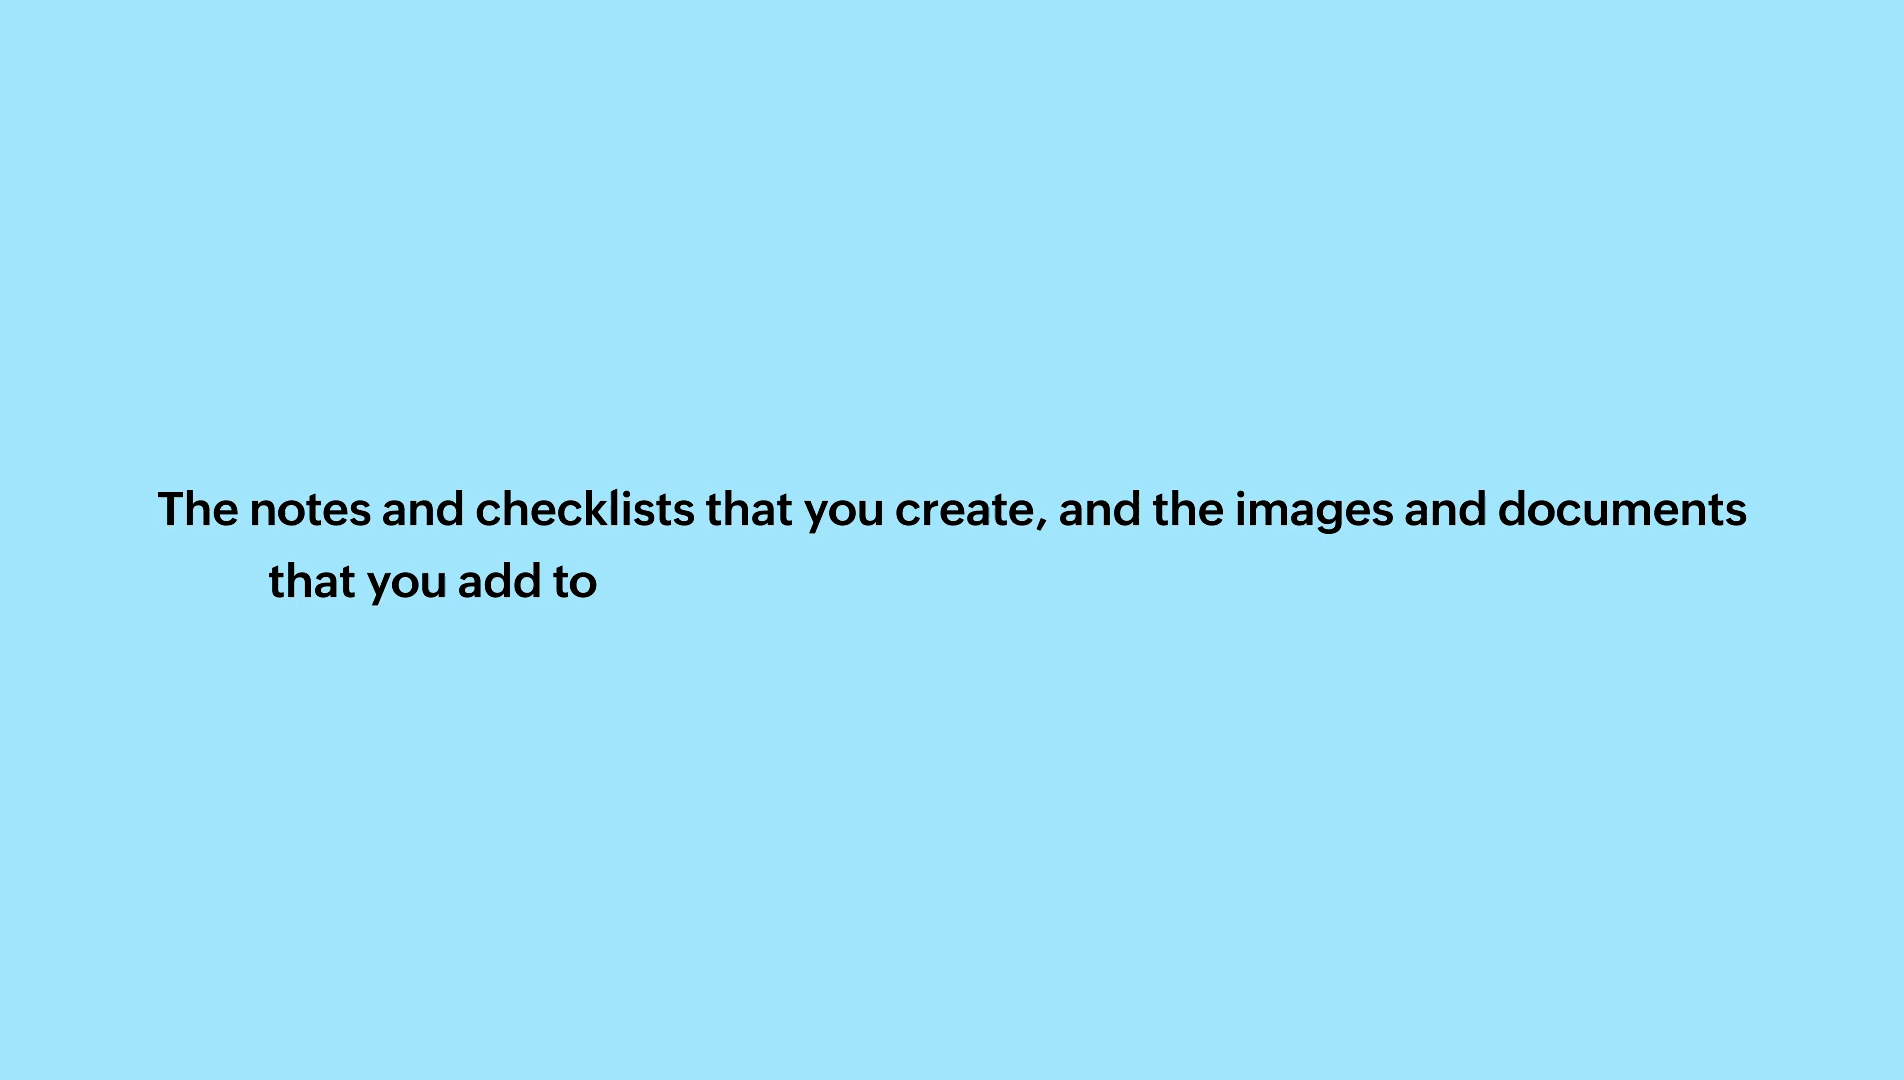 The notes and checklists that you create, and the images and documents
that you add to